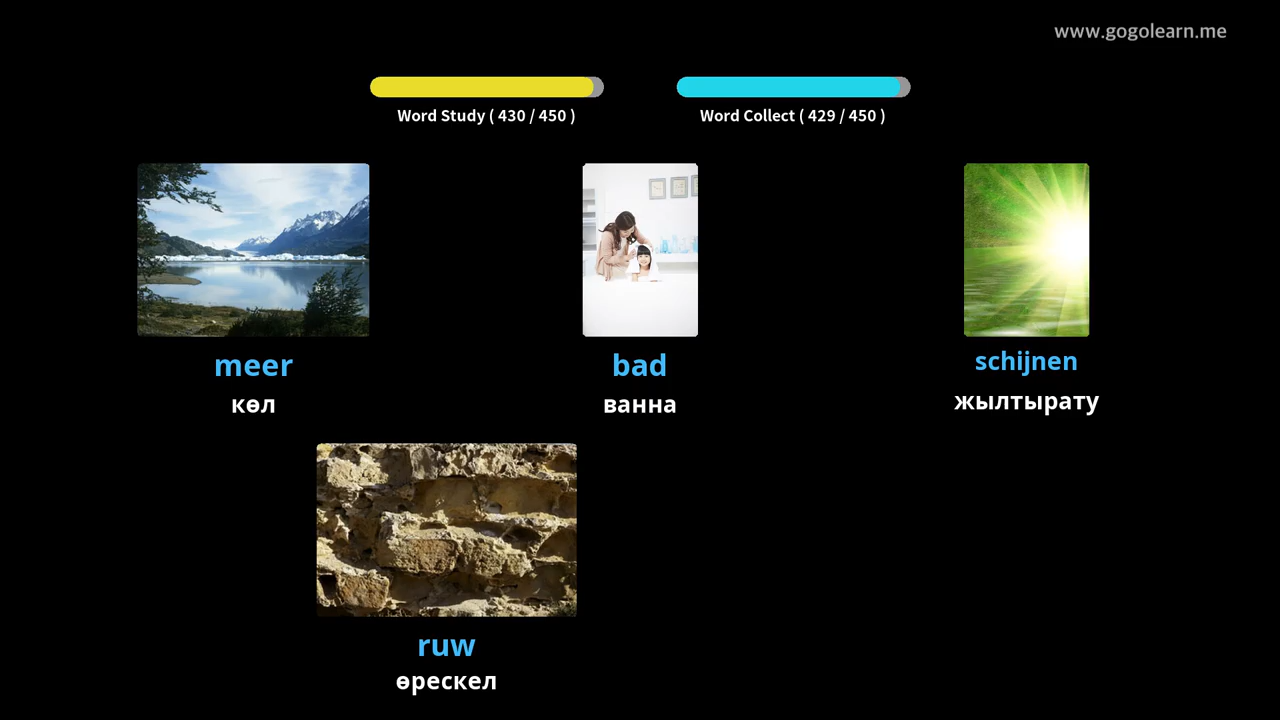 www.gogolearn.me
Word Study ( 430 / 450 )
Word Collect ( 429 / 450 )
meer
көл
bad
ванна
schijnen
жылтырату
ruw
өрескел